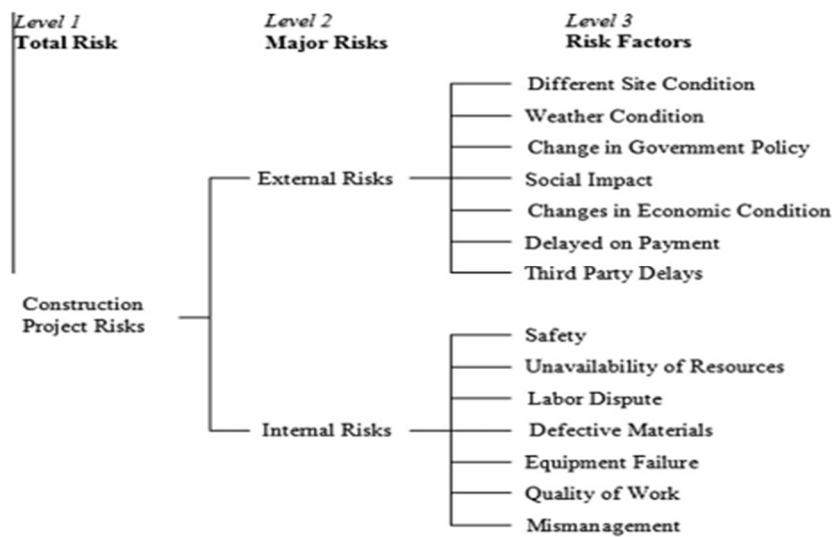 Level 1
Total Risk
Level 2
Major Risks
Level 3
Risk Factors
Construction
Project Risks
External Risks
Different Site Condition
Weather Condition
Change in Government Policy
Social Impact
Changes in Economic Condition
Delayed on Payment
Third Party Delays
Internal Risks
Safety
Unavailability of Resources
Labor Dispute
Defective Materials
Equipment Failure
Quality of Work
Mismanagement